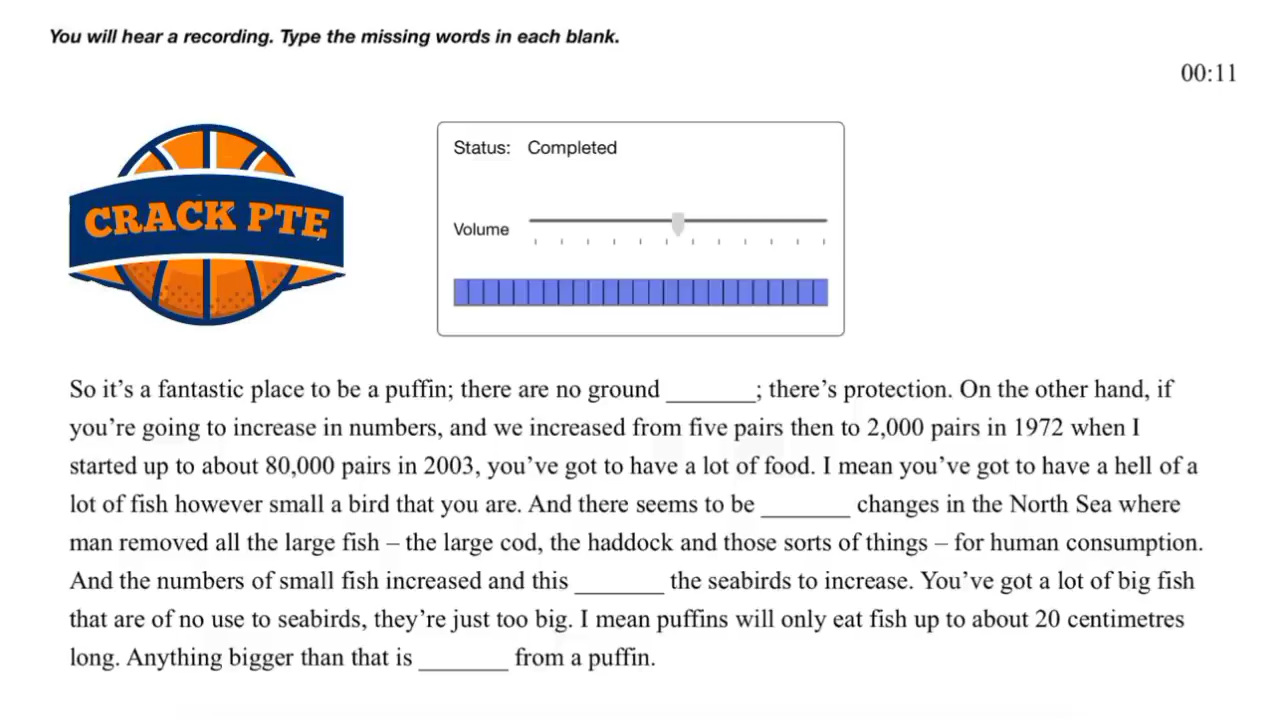 You will hear a recording. Type the missing words in each blank.
00:11
CRACK PTE
Status: Completed
Volume
So it’s a fantastic place to be a puffin; there are no ground _______; there’s protection. On the other hand, if
you’re going to increase in numbers, and we increased from five pairs then to 2,000 pairs in 1972 when I
started up to about 80,000 pairs in 2003, you’ve got to have a lot of food. I mean you’ve got to have a hell of a
lot of fish however small a bird that you are. And there seems to be _______ changes in the North Sea where
man removed all the large fish – the large cod, the haddock and those sorts of things – for human consumption.
And the numbers of small fish increased and this _______ the seabirds to increase. You’ve got a lot of big fish
that are of no use to seabirds, they’re just too big. I mean puffins will only eat fish up to about 20 centimetres
long. Anything bigger than that is _______ from a puffin.